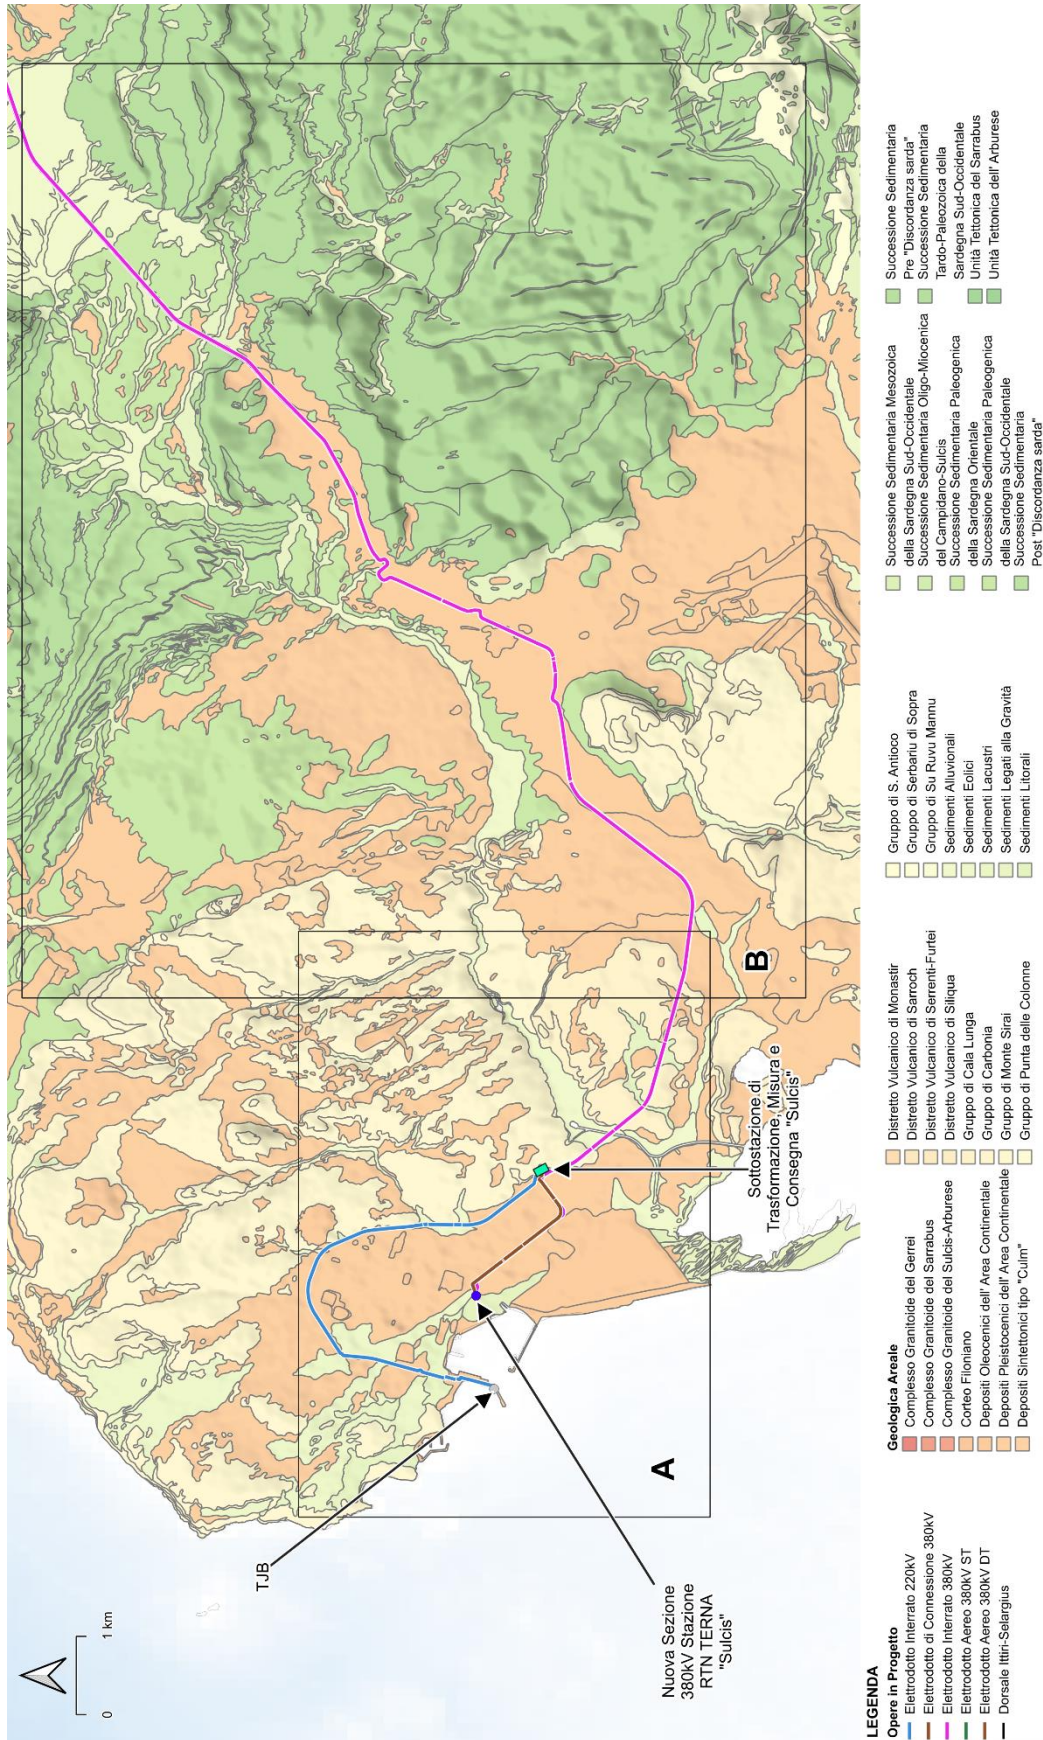 0
1 km
TJB
Nuova Sezione
380kV Stazione
RTN TERNA
"Sulcis"
A
Sottostazione di
Trasformazione, Misura e
Consegna "Sulcis"
B
LEGENDA
Opere in Progetto
Elettrodotto Interrato 220kV
Elettrodotto di Connessione 380kV
Elettrodotto Interrato 380kV
Elettrodotto Aereo 380kV ST
Elettrodotto Aereo 380kV DT
Dorsale Ittiri-Selargius
Geologica Areale
Complesso Granitoide del Gerrei
Complesso Granitoide del Sarrabus
Complesso Granitoide del Sulcis-Arburese
Corteo Filoniano
Depositi Oleocenici dell' Area Continentale
Depositi Pleistocenici dell' Area Continentale
Depositi Sintettonici tipo "Culm"
Distretto Vulcanico di Monastir
Distretto Vulcanico di Sarroch
Distretto Vulcanico di Serrenti-Furtei
Distretto Vulcanico di Siliqua
Gruppo di Cala Lunga
Gruppo di Carbonia
Gruppo di Monte Sirai
Gruppo di Punta delle Colonne
Gruppo di S. Antioco
Gruppo di Serbariu di Sopra
Gruppo di Su Ruvu Mannu
Sedimenti Alluvionali
Sedimenti Eolici
Sedimenti Lacustri
Sedimenti Legati alla Gravità
Sedimenti Litorali
Successione Sedimentaria Mesozoica
della Sardegna Sud-Occidentale
Successione Sedimentaria Oligo-Miocenica
del Campidano-Sulcis
Successione Sedimentaria Paleogenica
della Sardegna Orientale
Successione Sedimentaria Paleogenica
della Sardegna Sud-Occidentale
Successione Sedimentaria
Post "Discordanza sarda"
Successione Sedimentaria
Pre "Discordanza sarda"
Successione Sedimentaria
Tardo-Paleozoica della
Sardegna Sud-Occidentale
Unità Tettonica del Sarrabus
Unità Tettonica dell' Arburese